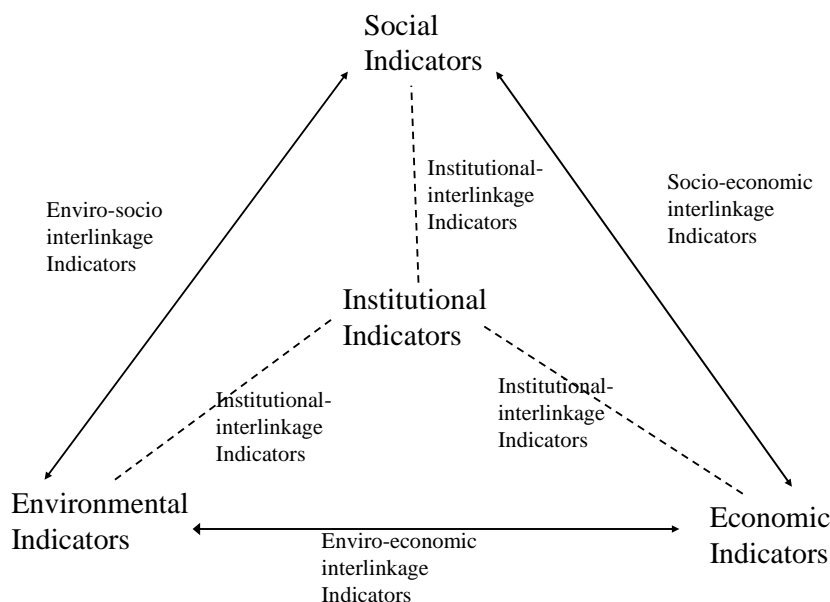 Social
Indicators
Institutional-
interlinkage
Indicators
Socio-economic
interlinkage
Indicators
Enviro-socio
interlinkage
Indicators
Institutional
Indicators
Institutional-
interlinkage
Indicators
Institutional-
interlinkage
Indicators
Environmental
Indicators
Economic
Indicators
Enviro-economic
interlinkage
Indicators